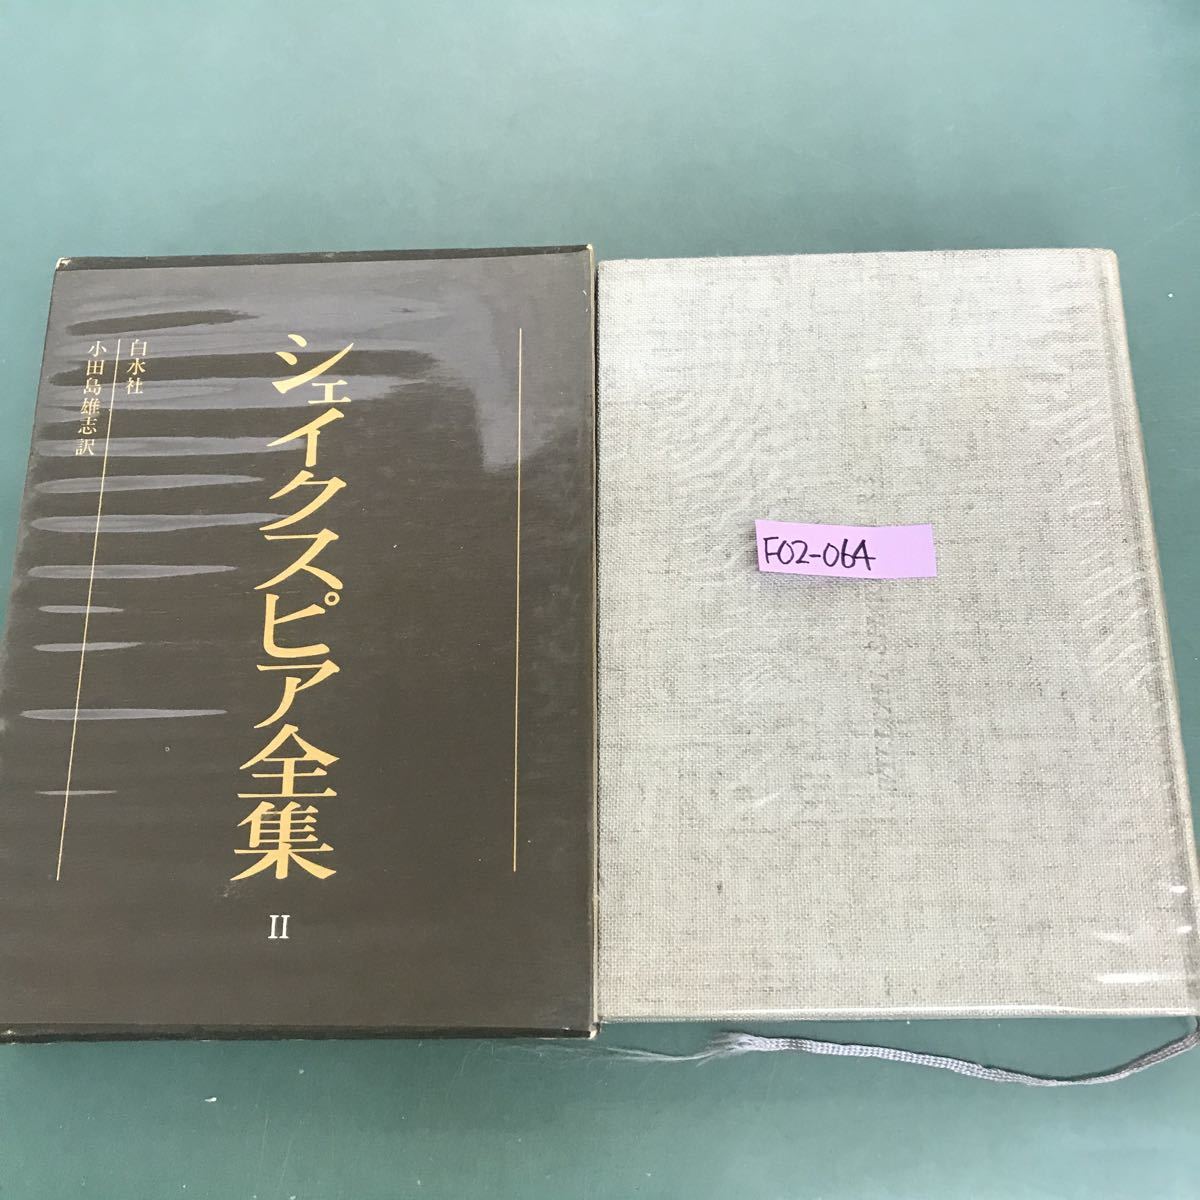 シェイクスピア全集
II
白水社
小田島雄志訳
F02-064